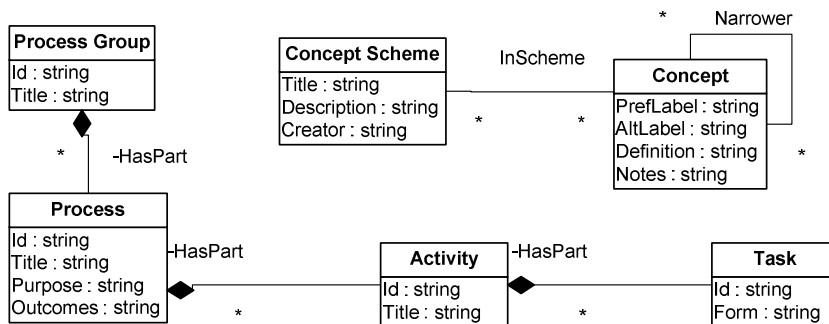 Process Group
Id : string
Title : string
*
-HasPart
Concept Scheme
Title : string
Description : string
Creator : string
InScheme
*
*
*
Narrower
Concept
PrefLabel : string
AltLabel : string
Definition : string
Notes : string
*
Process
Id : string
Title : string
Purpose : string
Outcomes : string
-HasPart
*
Activity
Id : string
Title : string
-HasPart
*
Task
Id : string
Form : string